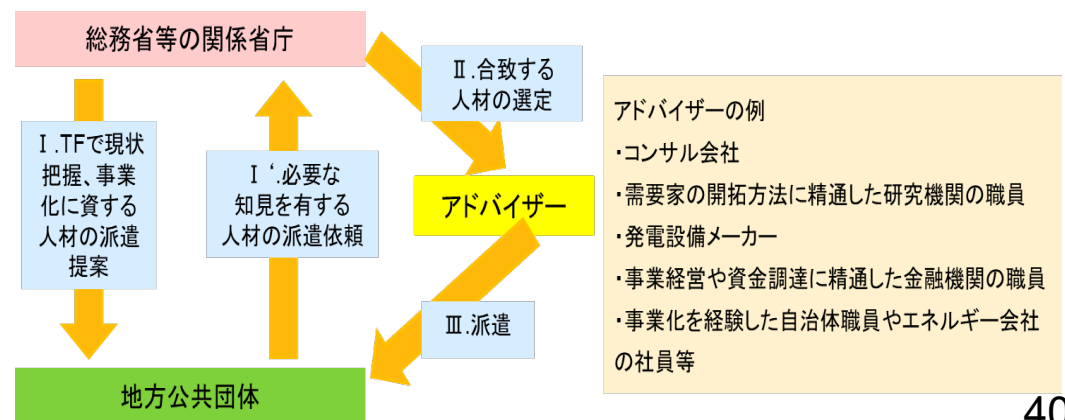 総務省等の関係省庁
Ⅱ.合致する
人材の選定
Ⅰ.TFで現状
把握、事業
化に資する
人材の派遣
提案
Ⅰ‘.必要な
知見を有する
人材の派遣依頼
アドバイザー
Ⅲ.派遣
地方公共団体
アドバイザーの例
・コンサル会社
・需要家の開拓方法に精通した研究機関の職員
・発電設備メーカー
・事業経営や資金調達に精通した金融機関の職員
・事業化を経験した自治体職員やエネルギー会社
の社員等
40